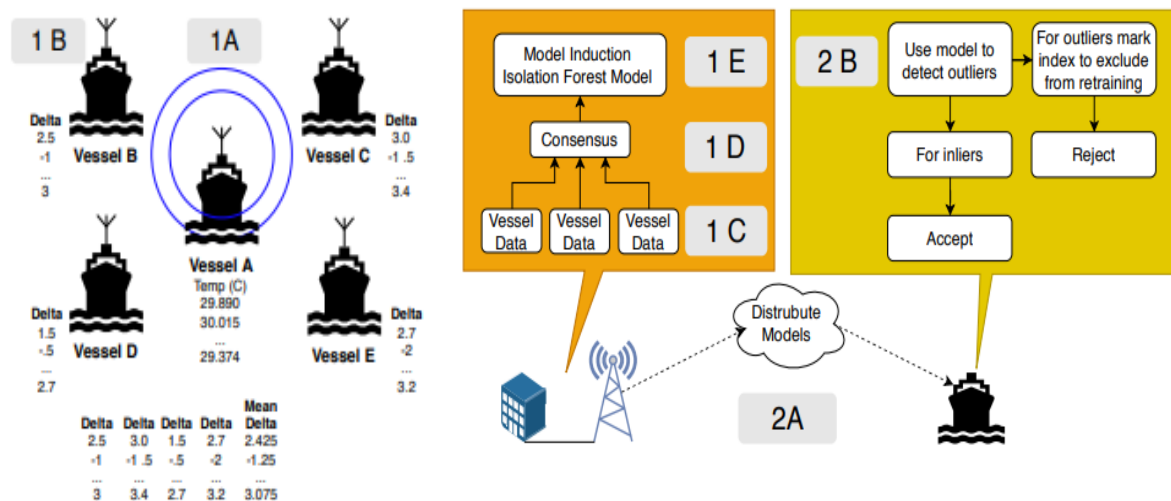 1 B
1A
Delta
2.5
-1
...
3
Vessel B
Vessel C
Delta
3.0
-1 .5
...
3.4
Vessel A
Temp (C)
29.890
30.015
...
29.374
Delta
1.5
-.5
...
2.7
Vessel D
Vessel E
Delta
2.7
-2
...
3.2
Mean
Delta Delta Delta Delta Delta
2.5 3.0 1.5 2.7 2.425
-1 -1 .5 -.5 -2 -1.25
... ... ... ... ...
3 3.4 2.7 3.2 3.075
Model Induction
Isolation Forest Model
1 E
Consensus
1 D
Vessel Vessel Vessel
Data Data Data
1 C
2 B
Use model to
detect outliers
For outliers mark
index to exclude
from retraining
For inliers
Reject
Accept
Distrubute
Models
2A